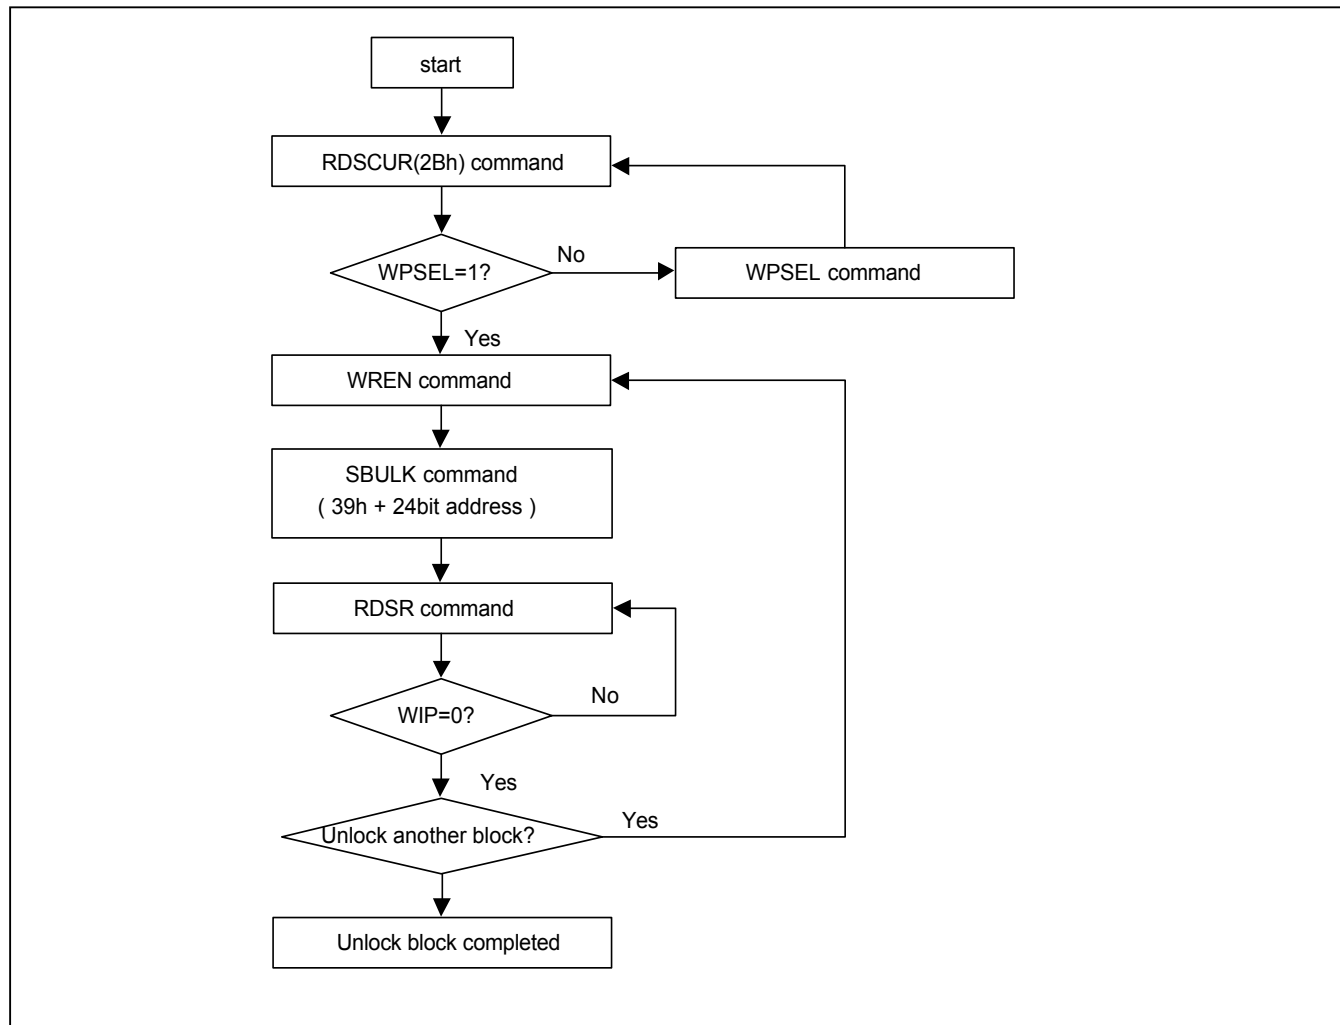 start
RDSCUR(2Bh) command
WPSEL=1?
No
WPSEL command
Yes
WREN command
SBULK command
( 39h + 24bit address )
RDSR command
WIP=0?
No
Yes
Unlock another block?
Yes
Unlock block completed